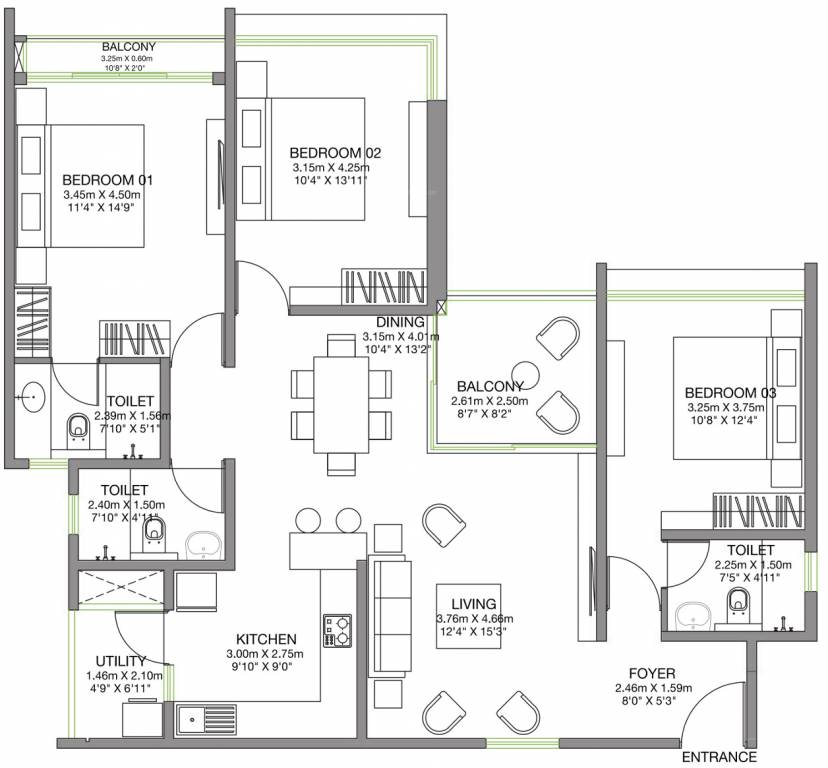 BALCONY
3.25m X 0.60m
10'8" X 2'0"
BEDROOM 02
3.15m X 4.25m
10'4" X 13'11"
BEDROOM 01
3.45m X 4.50m
11'4" X 14'9"
DINING
3.15m X 4.01m
10'4" X 13'2"
BALCONY
2.61m X 2.50m
8'7" X 8'2"
BEDROOM 03
3.25m X 3.75m
10'8" X 12'4"
TOILET
2.39m X 1.56m
7'10" X 5'1"
TOILET
2.40m X 1.50m
7'10" X 4'11"
TOILET
2.25m X 1.50m
7'5" X 4'11"
LIVING
3.76m X 4.66m
12'4" X 15'3"
KITCHEN
3.00m X 2.75m
9'10" X 9'0"
UTILITY
1.46m X 2.10m
4'9" X 6'11"
FOYER
2.46m X 1.59m
8'0" X 5'3"
ENTRANCE